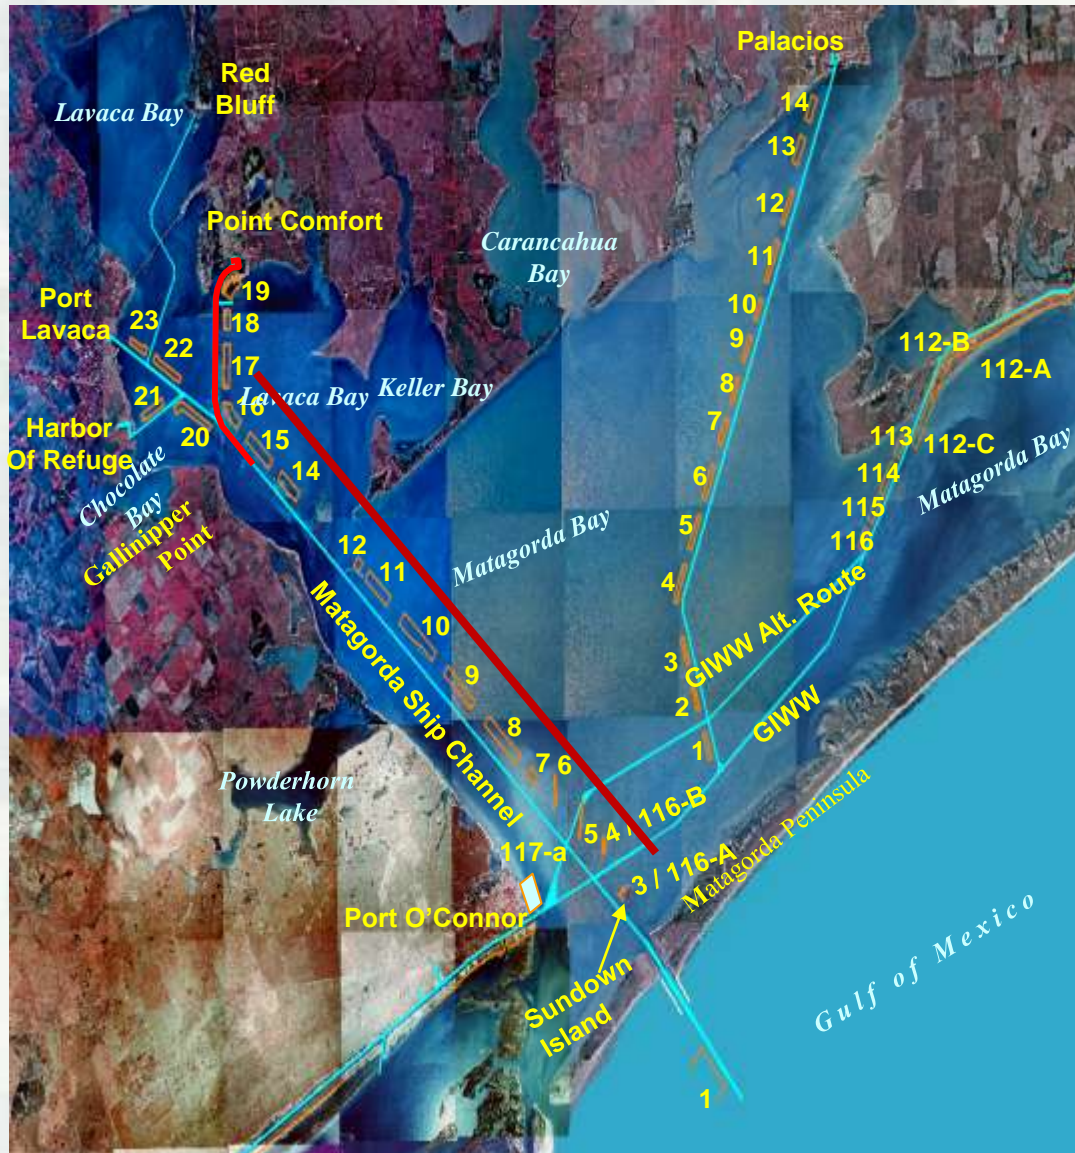 Palacios
Red
Bluff
Lavaca Bay
14
13
12
Point Comfort
Carancahua
Bay
11
19
10
Port
Lavaca
23
18
9
112-B
22
17
112-A
Lavaca Bay
Keller Bay
8
21
16
7
20
15
113
112-C
Harbor
Of Refuge
14
6
114
Chocolate
Bay
Matagorda Bay
115
5
Gallinipper
Point
116
12
11
Matagorda Bay
4
GIWW Alt. Route
10
Matagorda Ship Channel
3
9
2
GIWW
8
1
7
6
Powderhorn
Lake
5
4 / 116-B
Matagorda Peninsula
117-a
3 / 116-A
Port O'Connor
Sundown
Island
Gulf of Mexico
1